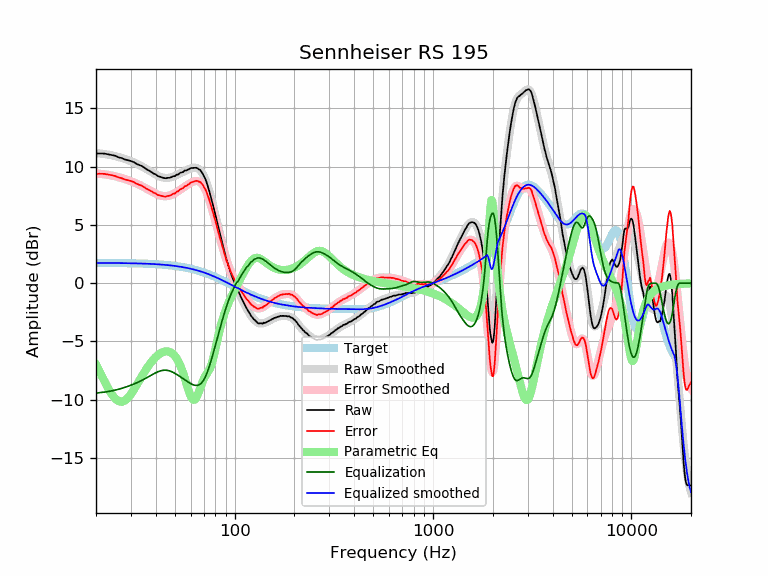 Sennheiser RS 195
15
10
5
0
−5
−10
−15
Amplitude (dBr)
Target
Raw Smoothed
Error Smoothed
Raw
Error
Parametric Eq
Equalization
Equalized smoothed
100
1000
10000
Frequency (Hz)